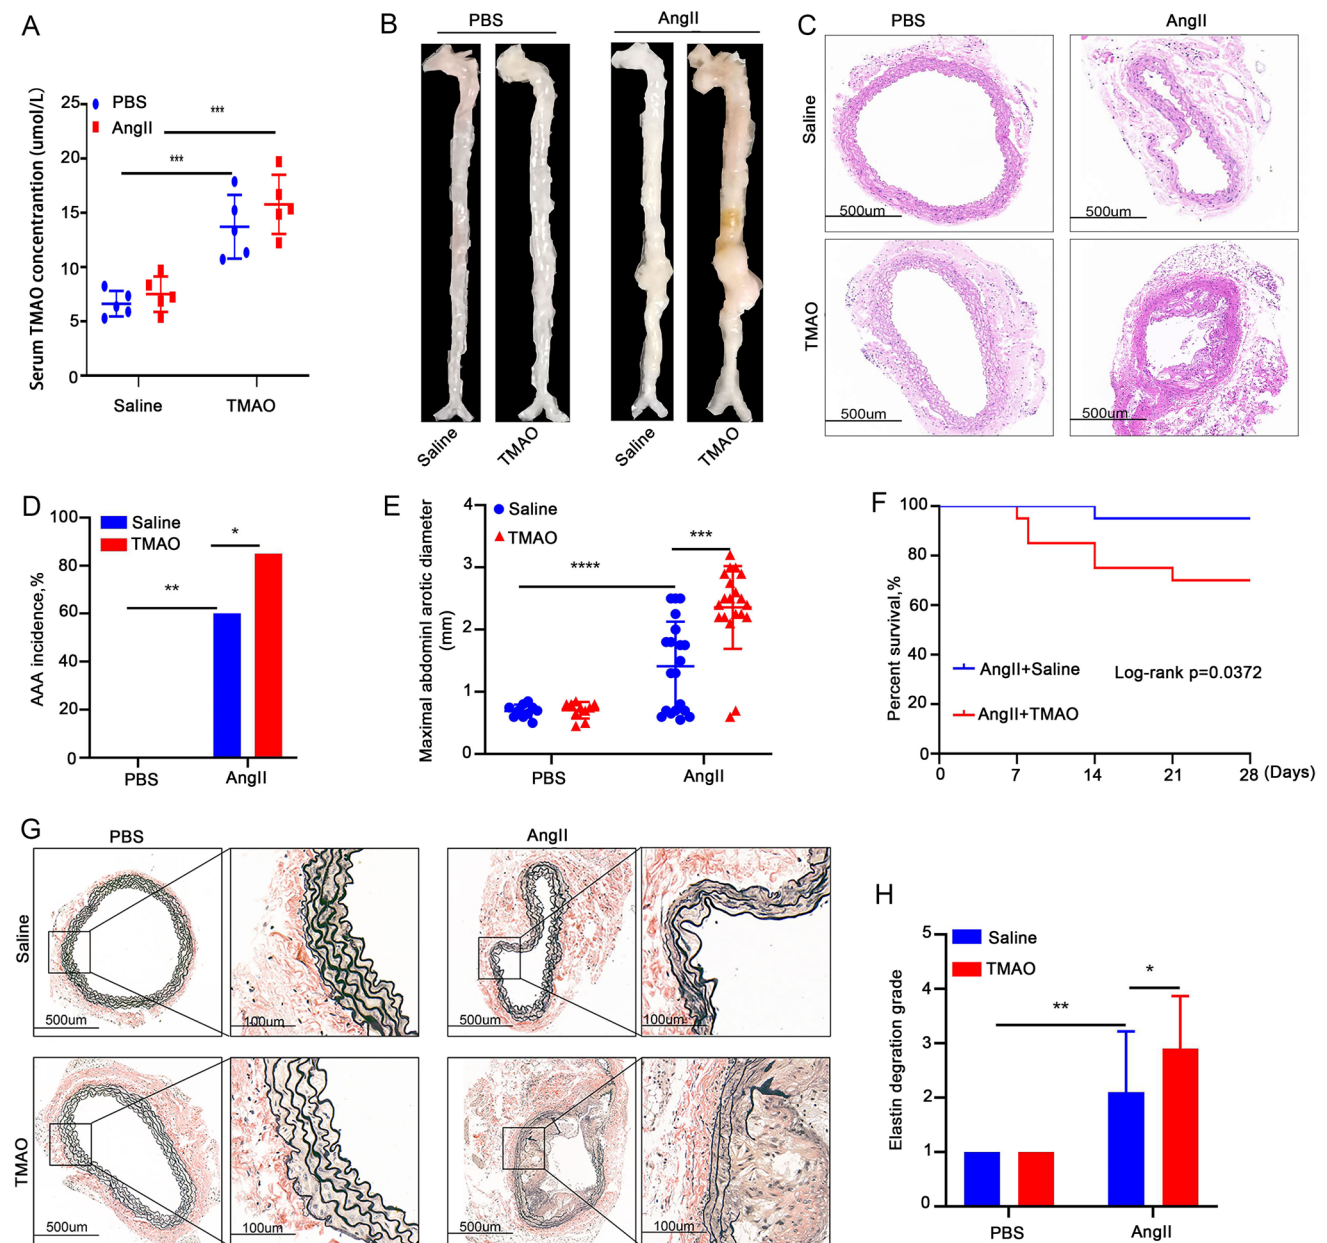 A
Serum TMAO concentrantion (umol/L)
25
20
15
10
5
0
PBS
AngII
***
***
Saline
TMAO
B
PBS
AngII
Saline
TMAO
Saline
TMAO
C
PBS
AngII
Saline
TMAO
500um
500um
500um
500um
D
AAA incidence,%
100
80
60
40
20
0
Saline
TMAO
**
*
PBS
AngII
E
Maximal abdominl arotic diameter
(mm)
4
3
2
1
0
Saline
TMAO
****
***
PBS
AngII
F
Percent survival,%
100
80
60
40
20
0
AngII+Saline
AngII+TMAO
Log-rank p=0.0372
0 7 14 21 28 (Days)
G
PBS
AngII
Saline
TMAO
500um
100um
500um
100um
500um
100um
500um
100um
H
Elastin degration grade
5
4
3
2
1
0
Saline
TMAO
**
*
PBS
AngII